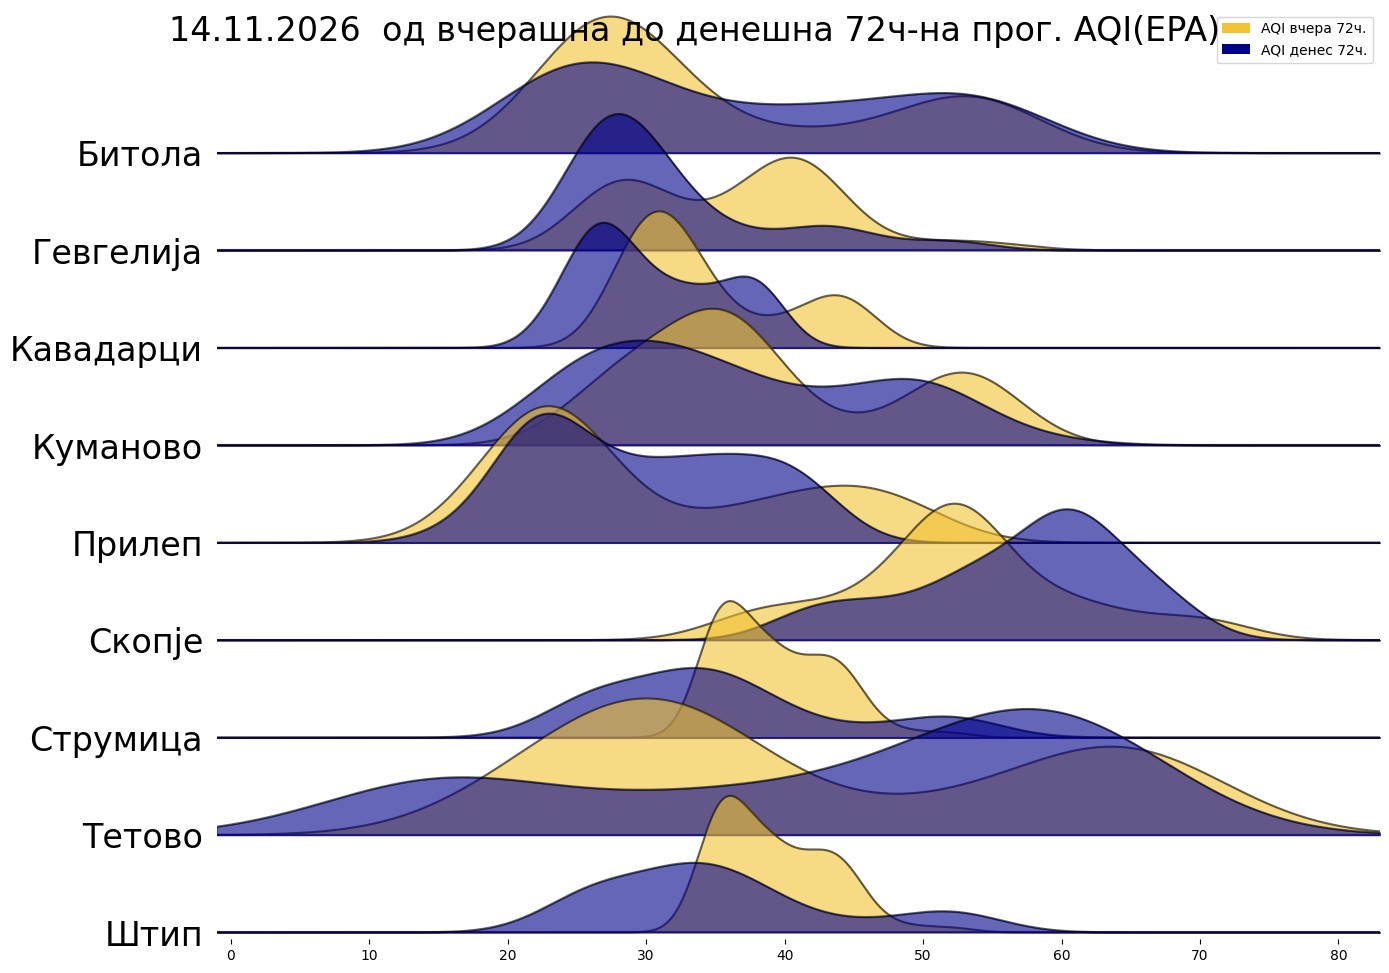 14.11.2026  од вчерашна до денешна 72ч-на прог. AQI(EPA)
AQI вчера 72ч.
AQI денес 72ч.
Битола
Гевгелија
Кавадарци
Куманово
Прилеп
Скопје
Струмица
Тетово
Штип
0 10 20 30 40 50 60 70 80